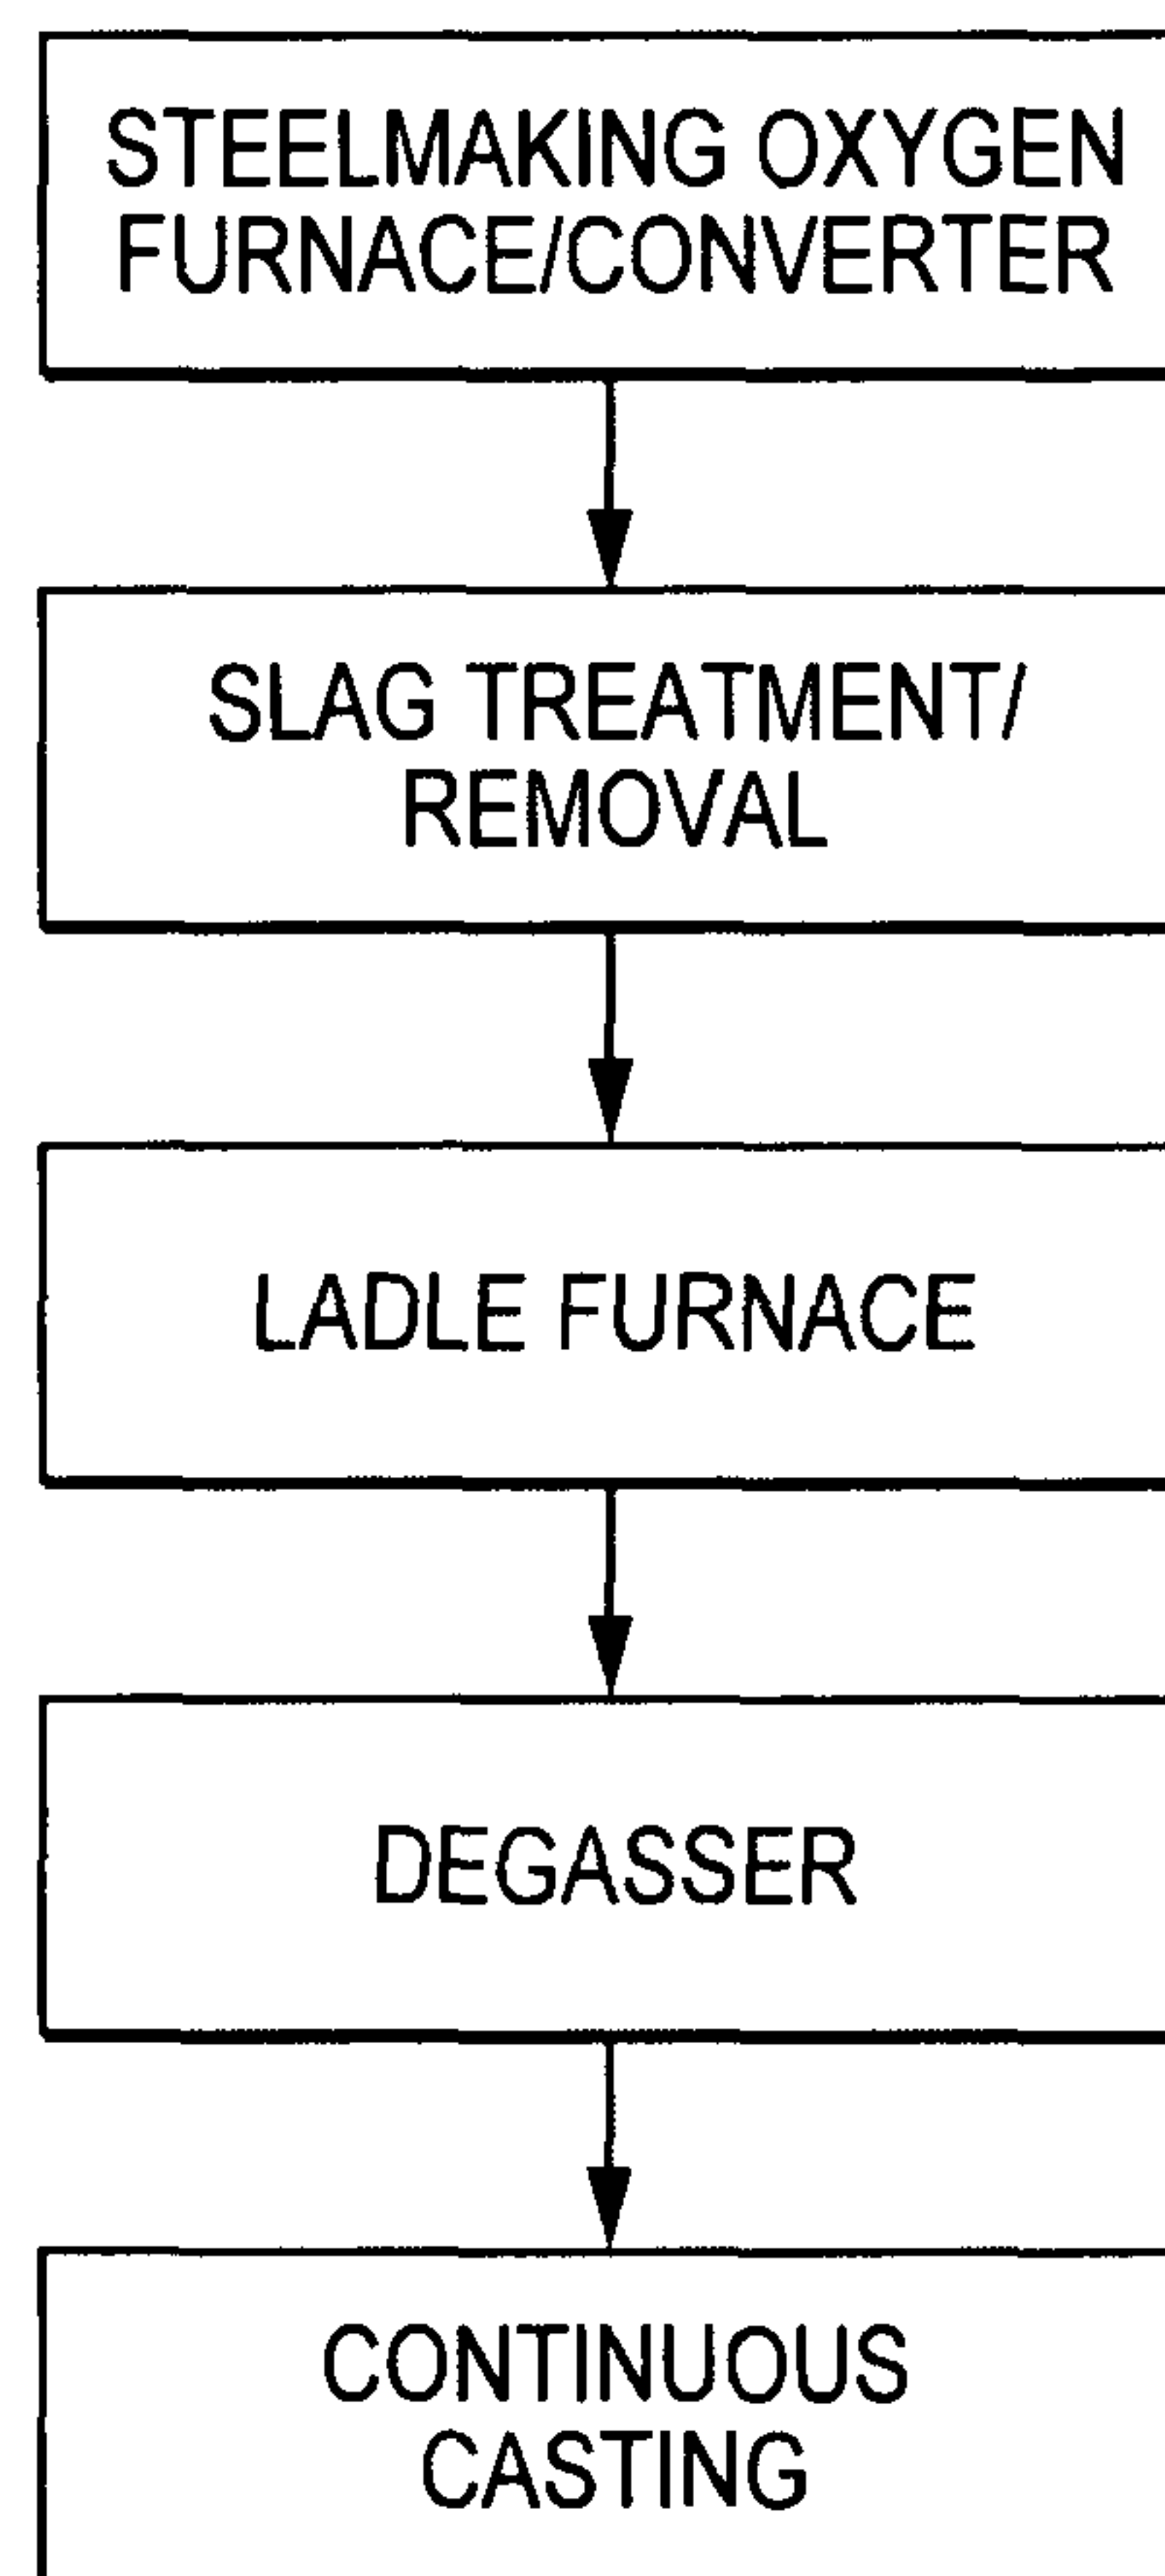 STEELMAKING OXYGEN
FURNACE/CONVERTER
SLAG TREATMENT/
REMOVAL
LADLE FURNACE
DEGASSER
CONTINUOUS
CASTING